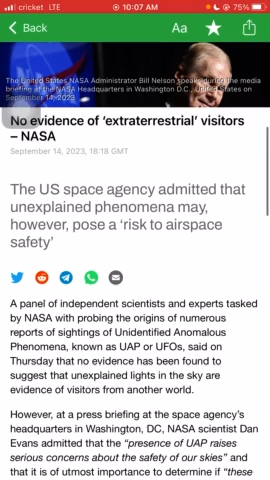 cricket LTE
10:07 AM
75%
Back
Aa
The United States NASA Administrator Bill Nelson speaks during the media
briefing at the NASA Headquarters in Washington D.C., United States on
September 14, 2023
No evidence of ‘extraterrestrial’ visitors
– NASA
September 14, 2023, 18:18 GMT
The US space agency admitted that
unexplained phenomena may,
however, pose a ‘risk to airspace
safety’
A panel of independent scientists and experts tasked
by NASA with probing the origins of numerous
reports of sightings of Unidentified Anomalous
Phenomena, known as UAP or UFOs, said on
Thursday that no evidence has been found to
suggest that unexplained lights in the sky are
evidence of visitors from another world.
However, at a press briefing at the space agency’s
headquarters in Washington, DC, NASA scientist Dan
Evans admitted that the “presence of UAP raises
serious concerns about the safety of our skies” and
that it is of utmost importance to determine if “these